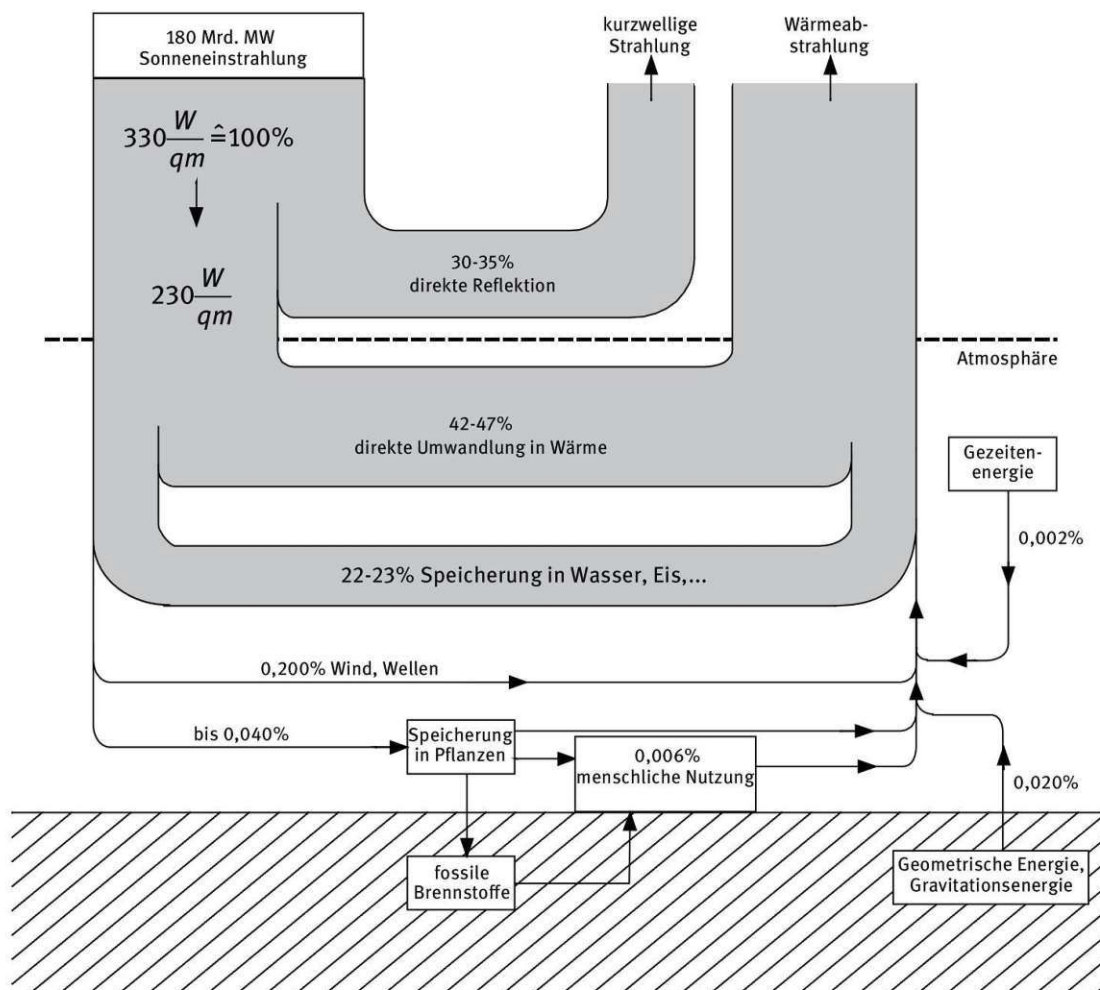 180 Mrd. MW
Sonneneinstrahlung
kurzwellige
Strahlung
Wärmeab-
strahlung
330 W/qm ≙ 100%
230 W/qm
30-35%
direkte Reflektion
Atmosphäre
42-47%
direkte Umwandlung in Wärme
Gezeiten-
energie
0,002%
22-23% Speicherung in Wasser, Eis,...
0,200% Wind, Wellen
bis 0,040%
Speicherung
in Pflanzen
0,006%
menschliche Nutzung
0,020%
fossile
Brennstoffe
Geometrische Energie,
Gravitationsenergie